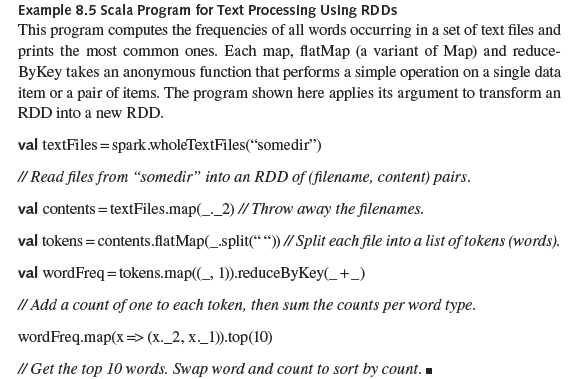 Example 8.5 Scala Program for Text Processing Using RDDs
This program computes the frequencies of all words occurring in a set of text files and
prints the most common ones. Each map, flatMap (a variant of Map) and reduce-
ByKey takes an anonymous function that performs a simple operation on a single data
item or a pair of items. The program shown here applies its argument to transform an
RDD into a new RDD.
val textFiles = spark.wholeTextFiles(“somedir”)
// Read files from “somedir” into an RDD of (filename, content) pairs.
val contents = textFiles.map(_._2) // Throw away the filenames.
val tokens = contents.flatMap(_.split(“ “)) // Split each file into a list of tokens (words).
val wordFreq = tokens.map((_, 1)).reduceByKey(_ + _)
// Add a count of one to each token, then sum the counts per word type.
wordFreq.map(x => (x._2, x._1)).top(10)
// Get the top 10 words. Swap word and count to sort by count. ■